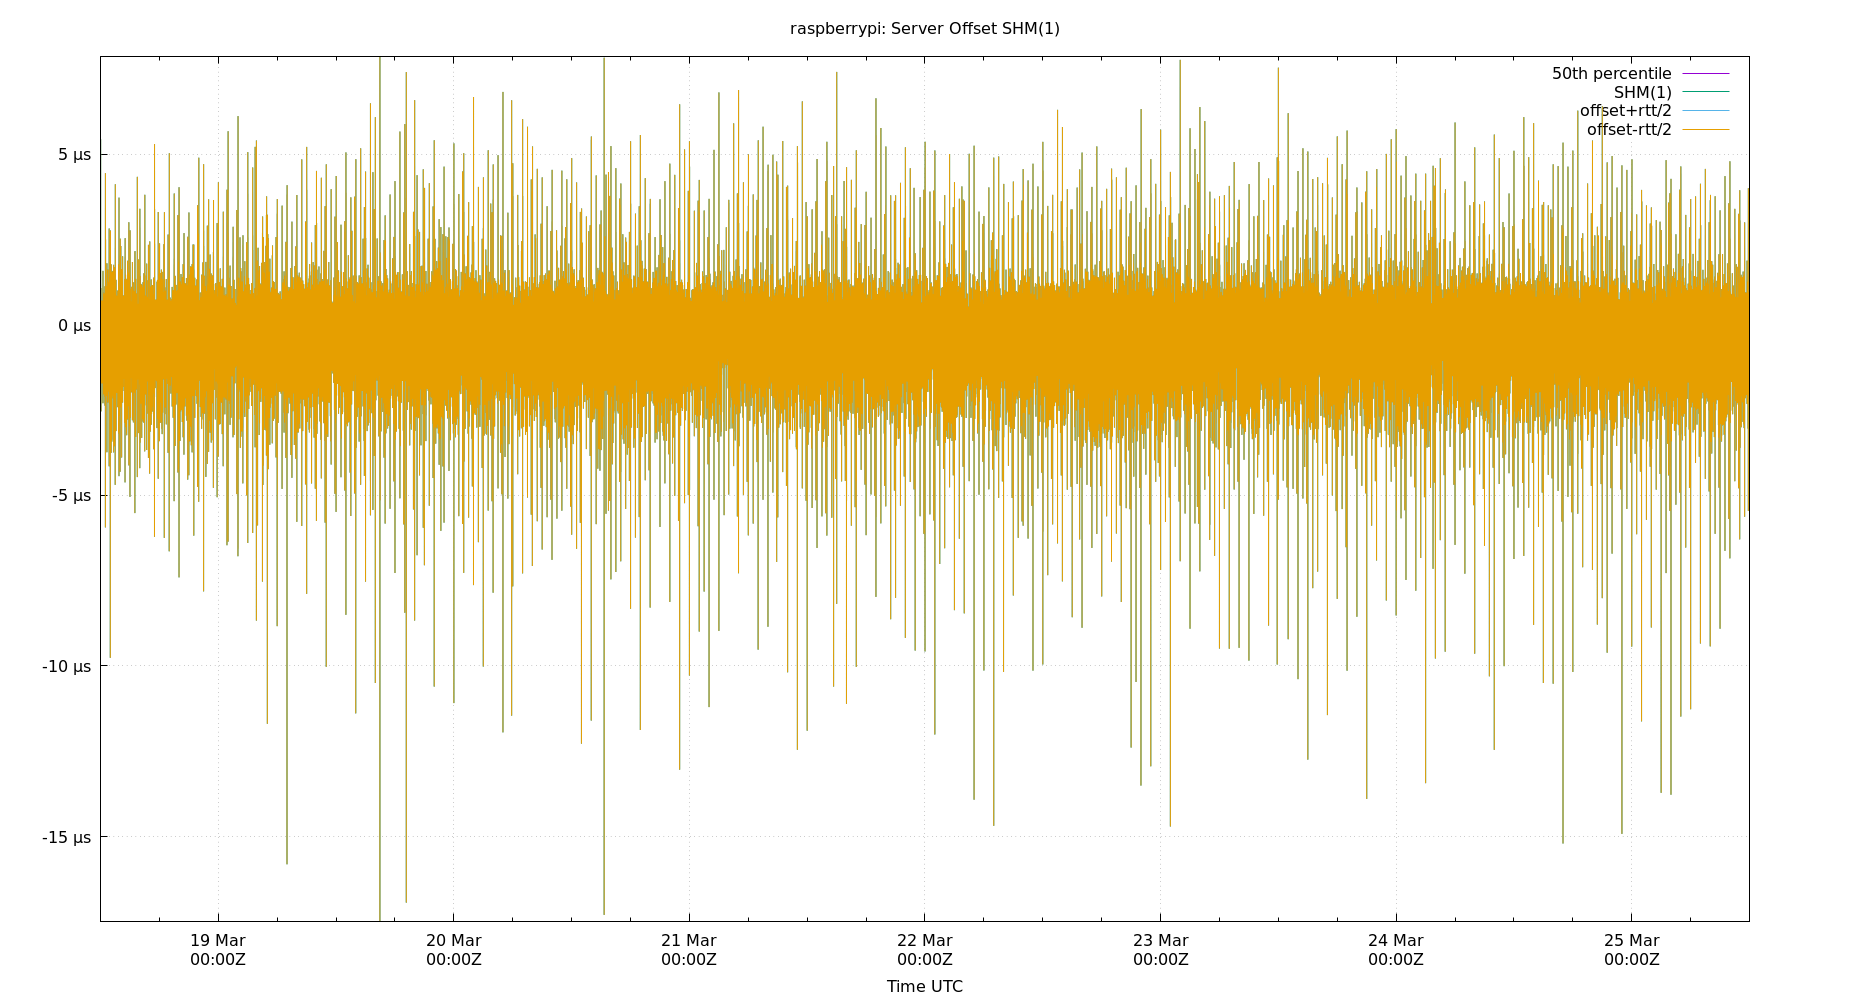 raspberrypi: Server Offset SHM(1)
50th percentile
SHM(1)
offset+rtt/2
offset-rtt/2
5 µs
0 µs
-5 µs
-10 µs
-15 µs
19 Mar 20 Mar 21 Mar 22 Mar 23 Mar 24 Mar 25 Mar
00:00Z 00:00Z 00:00Z 00:00Z 00:00Z 00:00Z 00:00Z
Time UTC